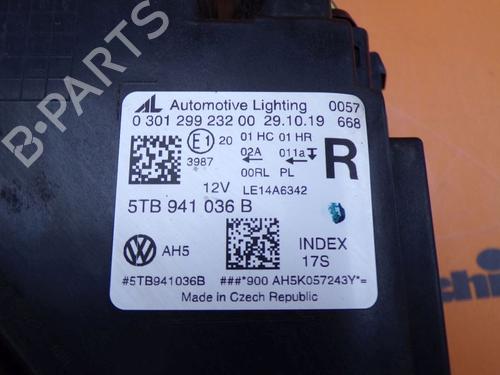 B-PARTS
AL Automotive Lighting 0057
0 301 299 232 00 29.10.19 668
E1 20 01 HC 01 HR
3987 02A 011a R
00RL PL
12V LE14A6342
5TB 941 036 B
VW AH5 INDEX
17S
#5TB941036B ###*900 AH5K057243Y*=
Made in Czech Republic